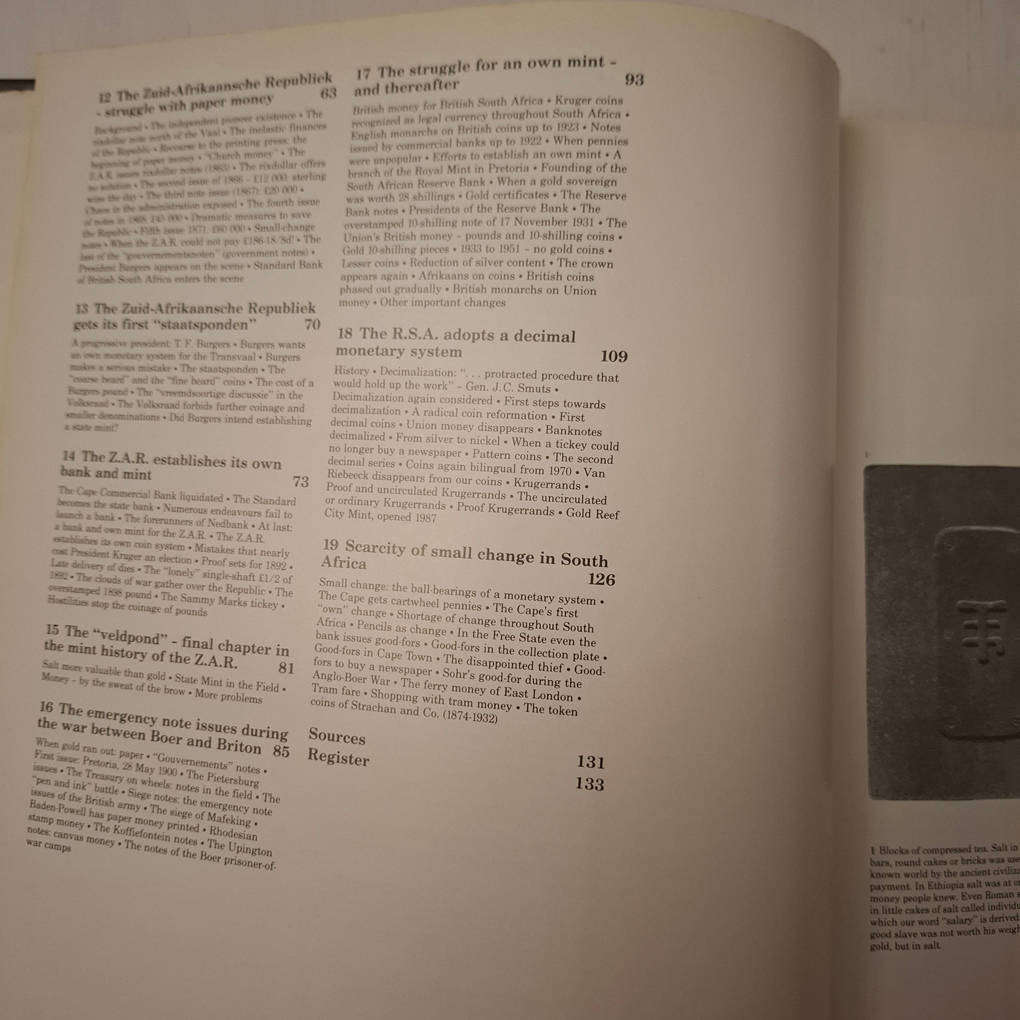 12 The Zuid-Afrikaansche Republiek
- struggle with paper money 63
Background • The independent pioneer existence • The
rixdollar note north of the Vaal • The inelastic finances
of the Republic • Recourse to the printing press: the
beginning of paper money • "Church money" • The
Z.A.R. issues rixdollar notes (1865) • The rixdollar offers
no solution • The second issue of 1866 - £12 000: sterling
wins the day • The third note issue (1867): £20 000 •
Chaos in the administration exposed • The fourth issue
of notes in 1868: £45 000 • Dramatic measures to save
the Republic • Fifth issue 1871: £80 000 • Small-change
notes • When the Z.A.R. could not pay £186-18/8d! • The
last of the "gouvernementsnoten" (government notes) •
President Burgers appears on the scene • Standard Bank
of British South Africa enters the scene
13 The Zuid-Afrikaansche Republiek
gets its first "staatsponden" 70
A progressive president: T. F. Burgers • Burgers wants
an own monetary system for the Transvaal • Burgers
makes a serious mistake • The staatsponden • The
"coarse beard" and the "fine beard" coins • The cost of a
Burgers pound • The "vreemdsoortige discussie" in the
Volksraad • The Volksraad forbids further coinage and
smaller denominations • Did Burgers intend establishing
a state mint?
14 The Z.A.R. establishes its own
bank and mint 73
The Cape Commercial Bank liquidated • The Standard
becomes the state bank • Numerous endeavours fail to
launch a bank • The forerunners of Nedbank • At last:
a bank and own mint for the Z.A.R. • The Z.A.R.
establishes its own coin system • Mistakes that nearly
cost President Kruger an election • Proof sets for 1892 •
Late delivery of dies • The "lonely" single-shaft £1/2 of
1892 • The clouds of war gather over the Republic • The
overstamped 1898 pound • The Sammy Marks tickey •
Hostilities stop the coinage of pounds
15 The "veldpond" - final chapter in
the mint history of the Z.A.R. 81
Salt more valuable than gold • State Mint in the Field •
Money - by the sweat of the brow • More problems
16 The emergency note issues during
the war between Boer and Briton 85
When gold ran out: paper • "Gouvernements" notes •
First issue: Pretoria, 28 May 1900 • The Pietersburg
issues • The Treasury on wheels: notes in the field • The
"pen and ink" battle • Siege notes: the emergency note
issues of the British army • The siege of Mafeking •
Baden-Powell has paper money printed • Rhodesian
stamp money • The Koffiefontein notes • The Upington
notes: canvas money • The notes of the Boer prisoner-of-
war camps
17 The struggle for an own mint -
and thereafter 93
British money for British South Africa • Kruger coins
recognized as legal currency throughout South Africa •
English monarchs on British coins up to 1923 • Notes
issued by commercial banks up to 1922 • When pennies
were unpopular • Efforts to establish an own mint • A
branch of the Royal Mint in Pretoria • Founding of the
South African Reserve Bank • When a gold sovereign
was worth 28 shillings • Gold certificates • The Reserve
Bank notes • Presidents of the Reserve Bank • The
overstamped 10-shilling note of 17 November 1931 • The
Union's British money - pounds and 10-shilling coins •
Gold 10-shilling pieces • 1933 to 1951 - no gold coins •
Lesser coins • Reduction of silver content • The crown
appears again • Afrikaans on coins • British coins
phased out gradually • British monarchs on Union
money • Other important changes
18 The R.S.A. adopts a decimal
monetary system 109
History • Decimalization: ". . . protracted procedure that
would hold up the work" - Gen. J.C. Smuts •
Decimalization again considered • First steps towards
decimalization • A radical coin reformation • First
decimal coins • Union money disappears • Banknotes
decimalized • From silver to nickel • When a tickey could
no longer buy a newspaper • Pattern coins • The second
decimal series • Coins again bilingual from 1970 • Van
Riebeeck disappears from our coins • Krugerrands •
Proof and uncirculated Krugerrands • The uncirculated
or ordinary Krugerrands • Proof Krugerrands • Gold Reef
City Mint, opened 1987
19 Scarcity of small change in South
Africa 126
Small change: the ball-bearings of a monetary system •
The Cape gets cartwheel pennies • The Cape's first
"own" change • Shortage of change throughout South
Africa • Pencils as change • In the Free State even the
bank issues good-fors • Good-fors in the collection plate •
Good-fors in Cape Town • The disappointed thief • Good-
fors to buy a newspaper • Sohr's good-for during the
Anglo-Boer War • The ferry money of East London •
Tram fare • Shopping with tram money • The token
coins of Strachan and Co. (1874-1932)
Sources 131
Register 133
1 Blocks of compressed tea. Salt in
bars, round cakes or bricks was
known world by the ancient
payment. In Ethiopia salt was at
money people knew. Even Roman
in little cakes of salt called
which our word "salary" is derived
good slave was not worth his
gold, but in salt.